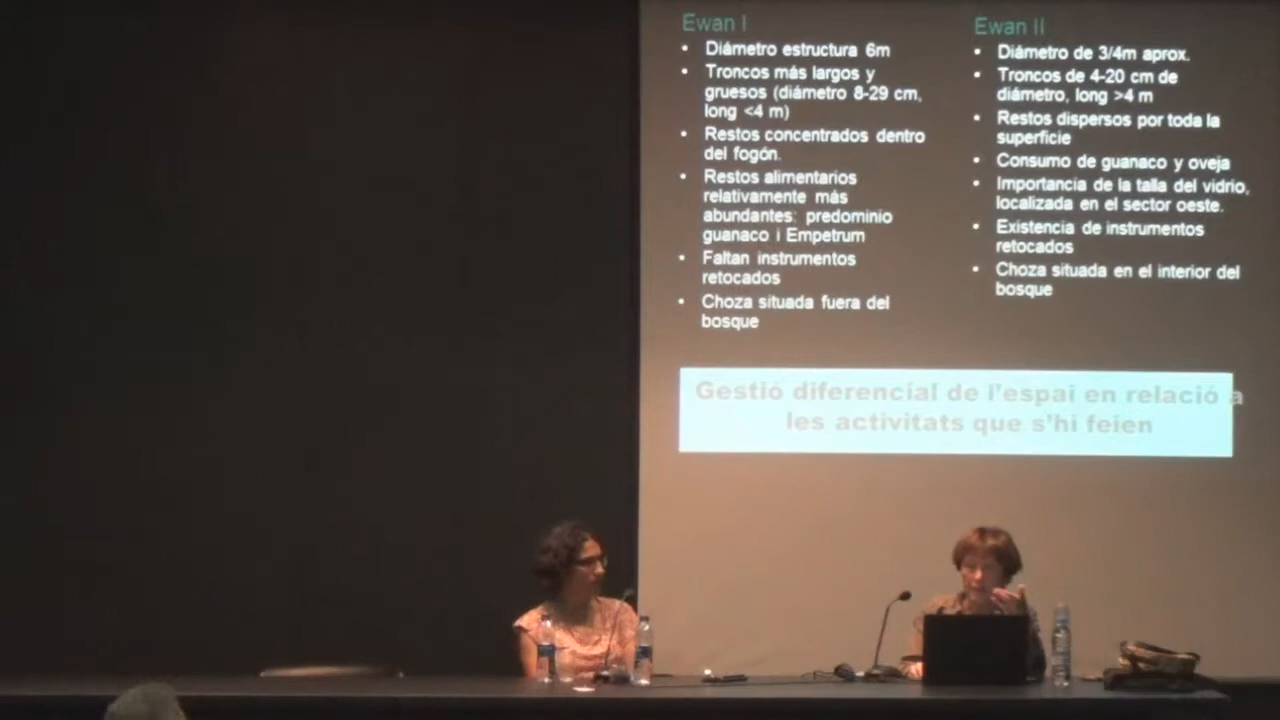 Ewan I
• Diámetro estructura 6m
• Troncos más largos y
gruesos (diámetro 8-29 cm,
long <4 m)
• Restos concentrados dentro
del fogón.
• Restos alimentarios
relativamente más
abundantes: predominio
guanaco i Empetrum
• Faltan instrumentos
retocados
• Choza situada fuera del
bosque
Ewan II
• Diámetro de 3/4m aprox.
• Troncos de 4-20 cm de
diámetro, long >4 m
• Restos dispersos por toda la
superficie
• Consumo de guanaco y oveja
• Importancia de la talla del vidrio,
localizada en el sector oeste.
• Existencia de instrumentos
retocados
• Choza situada en el interior del
bosque
Gestió diferencial de l'espai en relació a
les activitats que s'hi feien